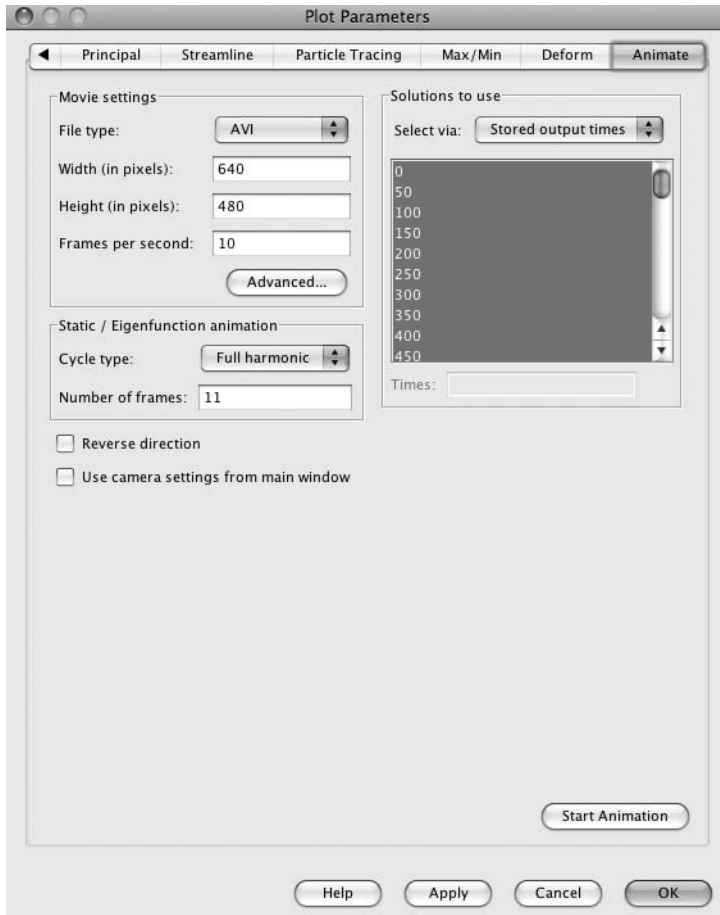 Plot Parameters
Principal Streamline Particle Tracing Max/Min Deform Animate
Movie settings
File type: AVI
Width (in pixels): 640
Height (in pixels): 480
Frames per second: 10
Advanced...
Static / Eigenfunction animation
Cycle type: Full harmonic
Number of frames: 11
Reverse direction
Use camera settings from main window
Solutions to use
Select via: Stored output times
0
50
100
150
200
250
300
350
400
450
Times:
Start Animation
Help Apply Cancel OK